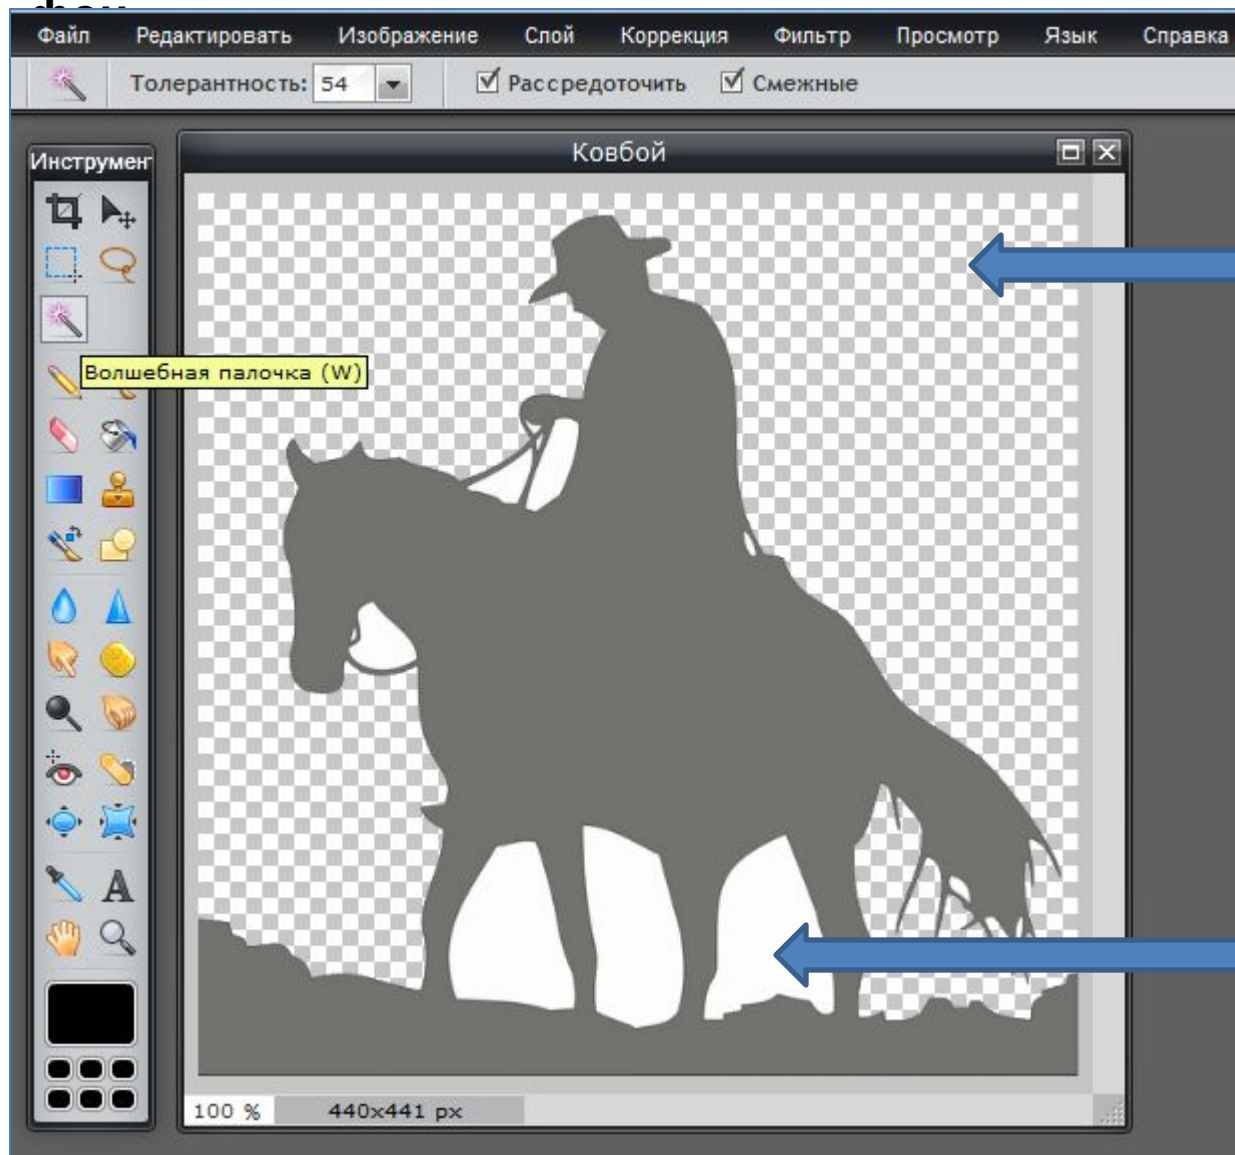 Файл Редактировать Изображение Слой Коррекция Фильтр Просмотр Язык Справка
Толерантность: 54 Рассредоточить Смежные
Инструмент
Ковбой
Волшебная палочка (W)
A
100 % 440x441 px